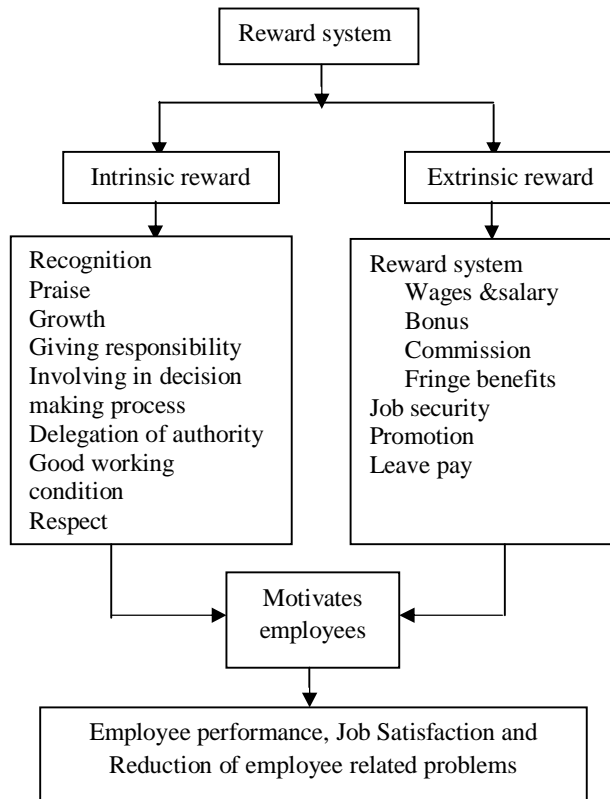 Reward system
Intrinsic reward
Extrinsic reward
Recognition
Praise
Growth
Giving responsibility
Involving in decision
making process
Delegation of authority
Good working
condition
Respect
Reward system
Wages &salary
Bonus
Commission
Fringe benefits
Job security
Promotion
Leave pay
Motivates
employees
Employee performance, Job Satisfaction and
Reduction of employee related problems